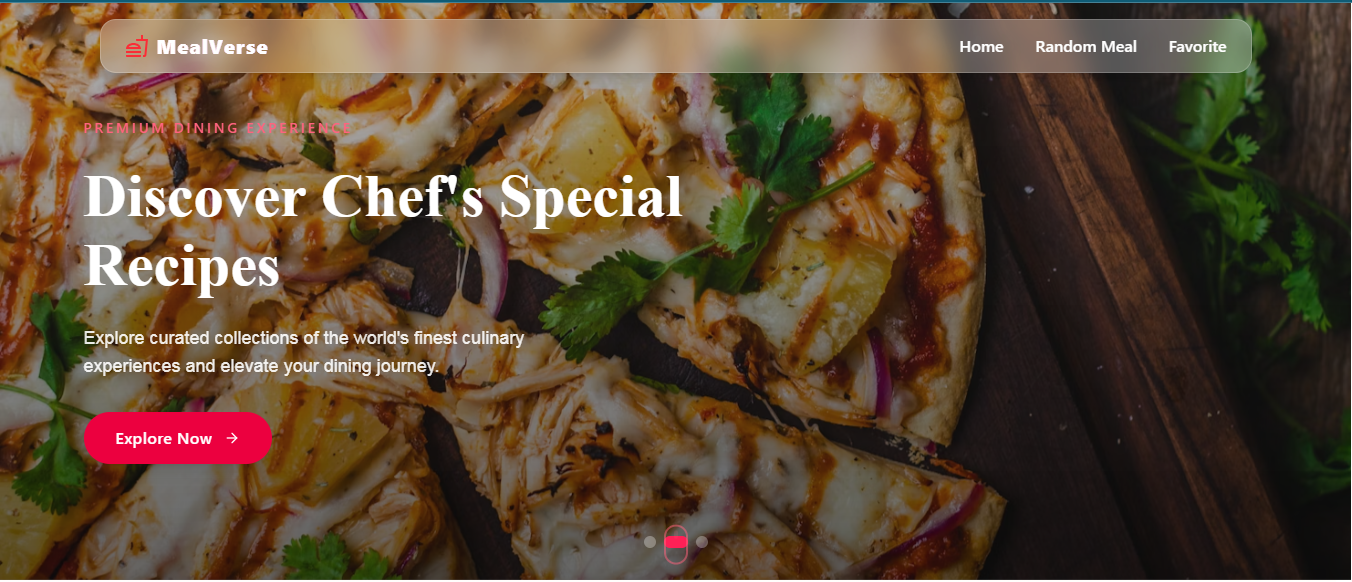 MealVerse
Home Random Meal Favorite
PREMIUM DINING EXPERIENCE
Discover Chef's Special
Recipes
Explore curated collections of the world's finest culinary
experiences and elevate your dining journey.
Explore Now